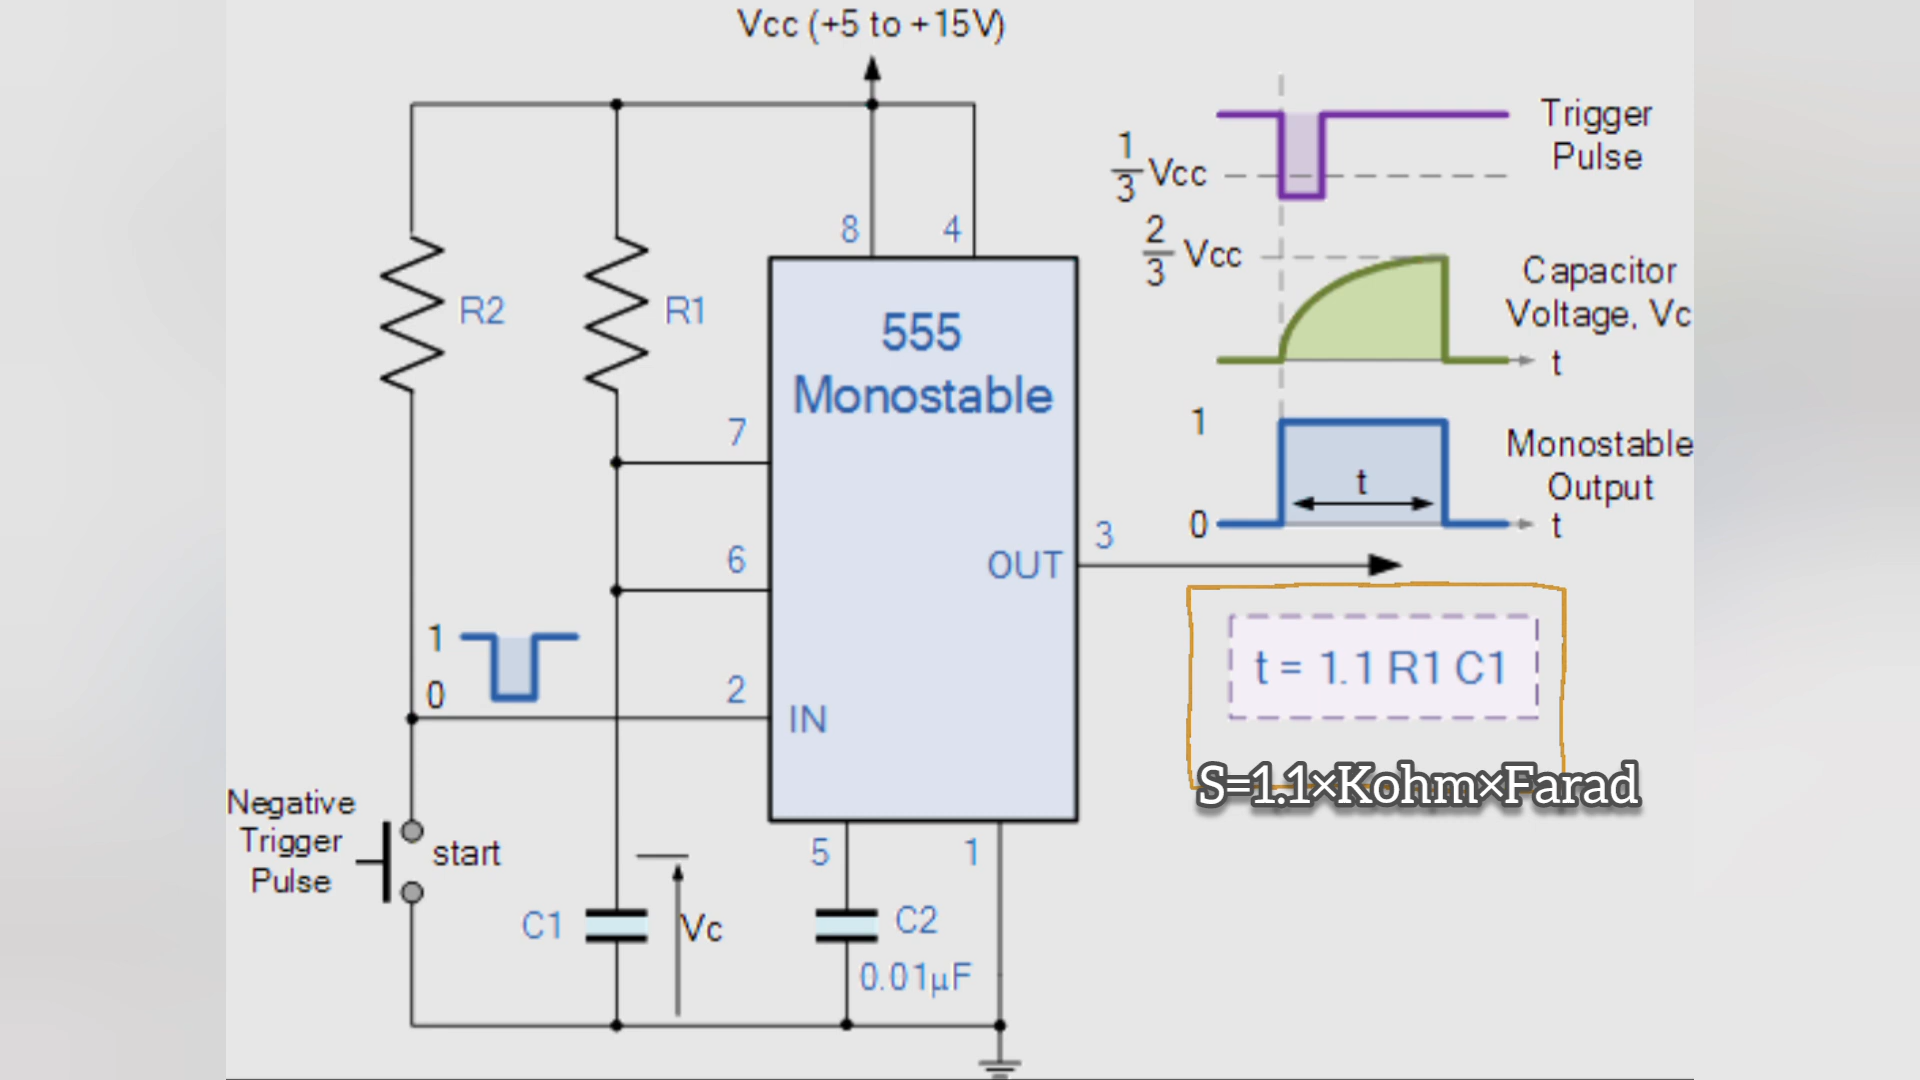 Vcc (+5 to +15V)
Trigger
Pulse
1
3
Vcc
8
4
2
3
Vcc
Capacitor
Voltage, Vc
t
R2
R1
555
Monostable
7
1
0
t
Monostable
Output
t
6
OUT
3
1
0
2
IN
t = 1.1 R1 C1
S=1.1×Kohm×Farad
Negative
Trigger
Pulse
start
5
1
C1
Vc
C2
0.01µF